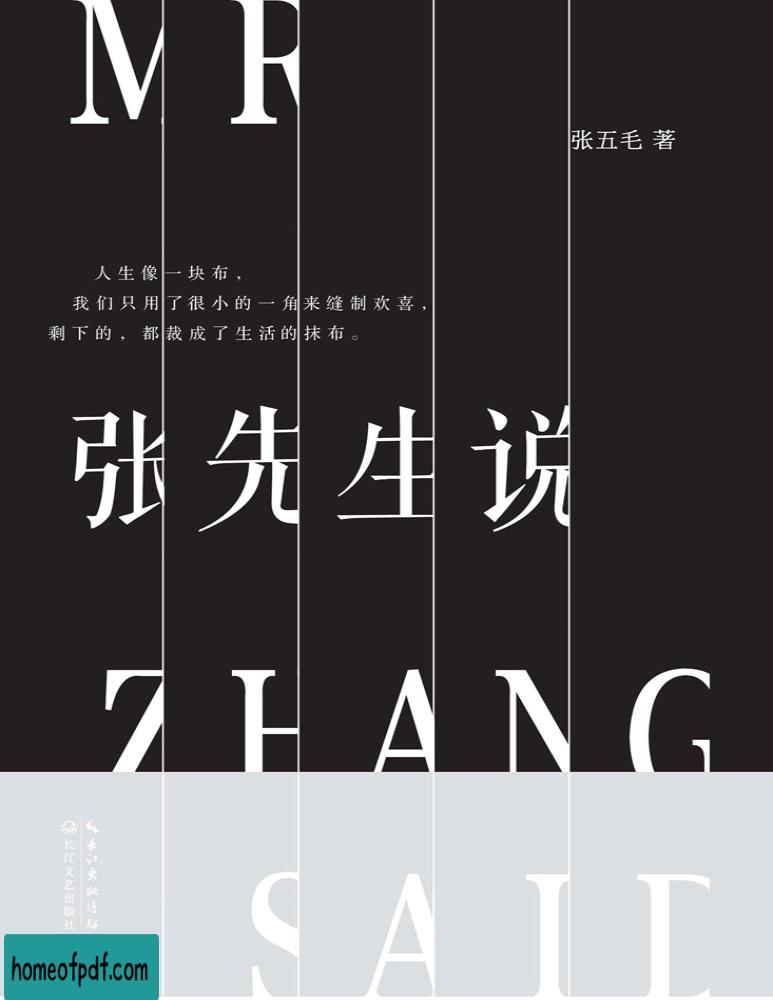 MR
张五毛 著
人生像一块布，
我们只用了很小的一角来缝制欢喜，
剩下的，都裁成了生活的抹布。
张先生说
ZHANG
SAID
长江文艺出版社
homeofpdf.com